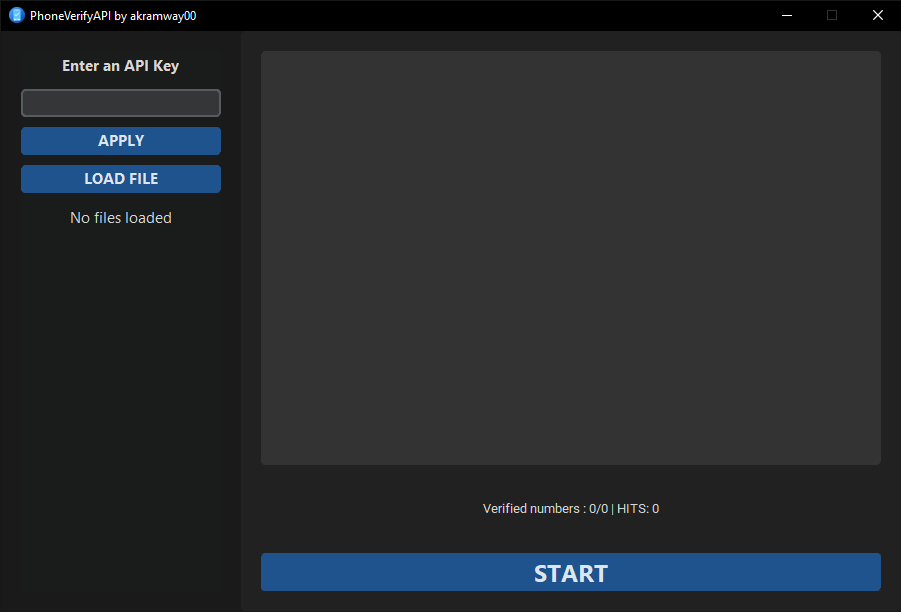 PhoneVerifyAPI by akramway00
Enter an API Key
APPLY
LOAD FILE
No files loaded
Verified numbers : 0/0 | HITS: 0
START